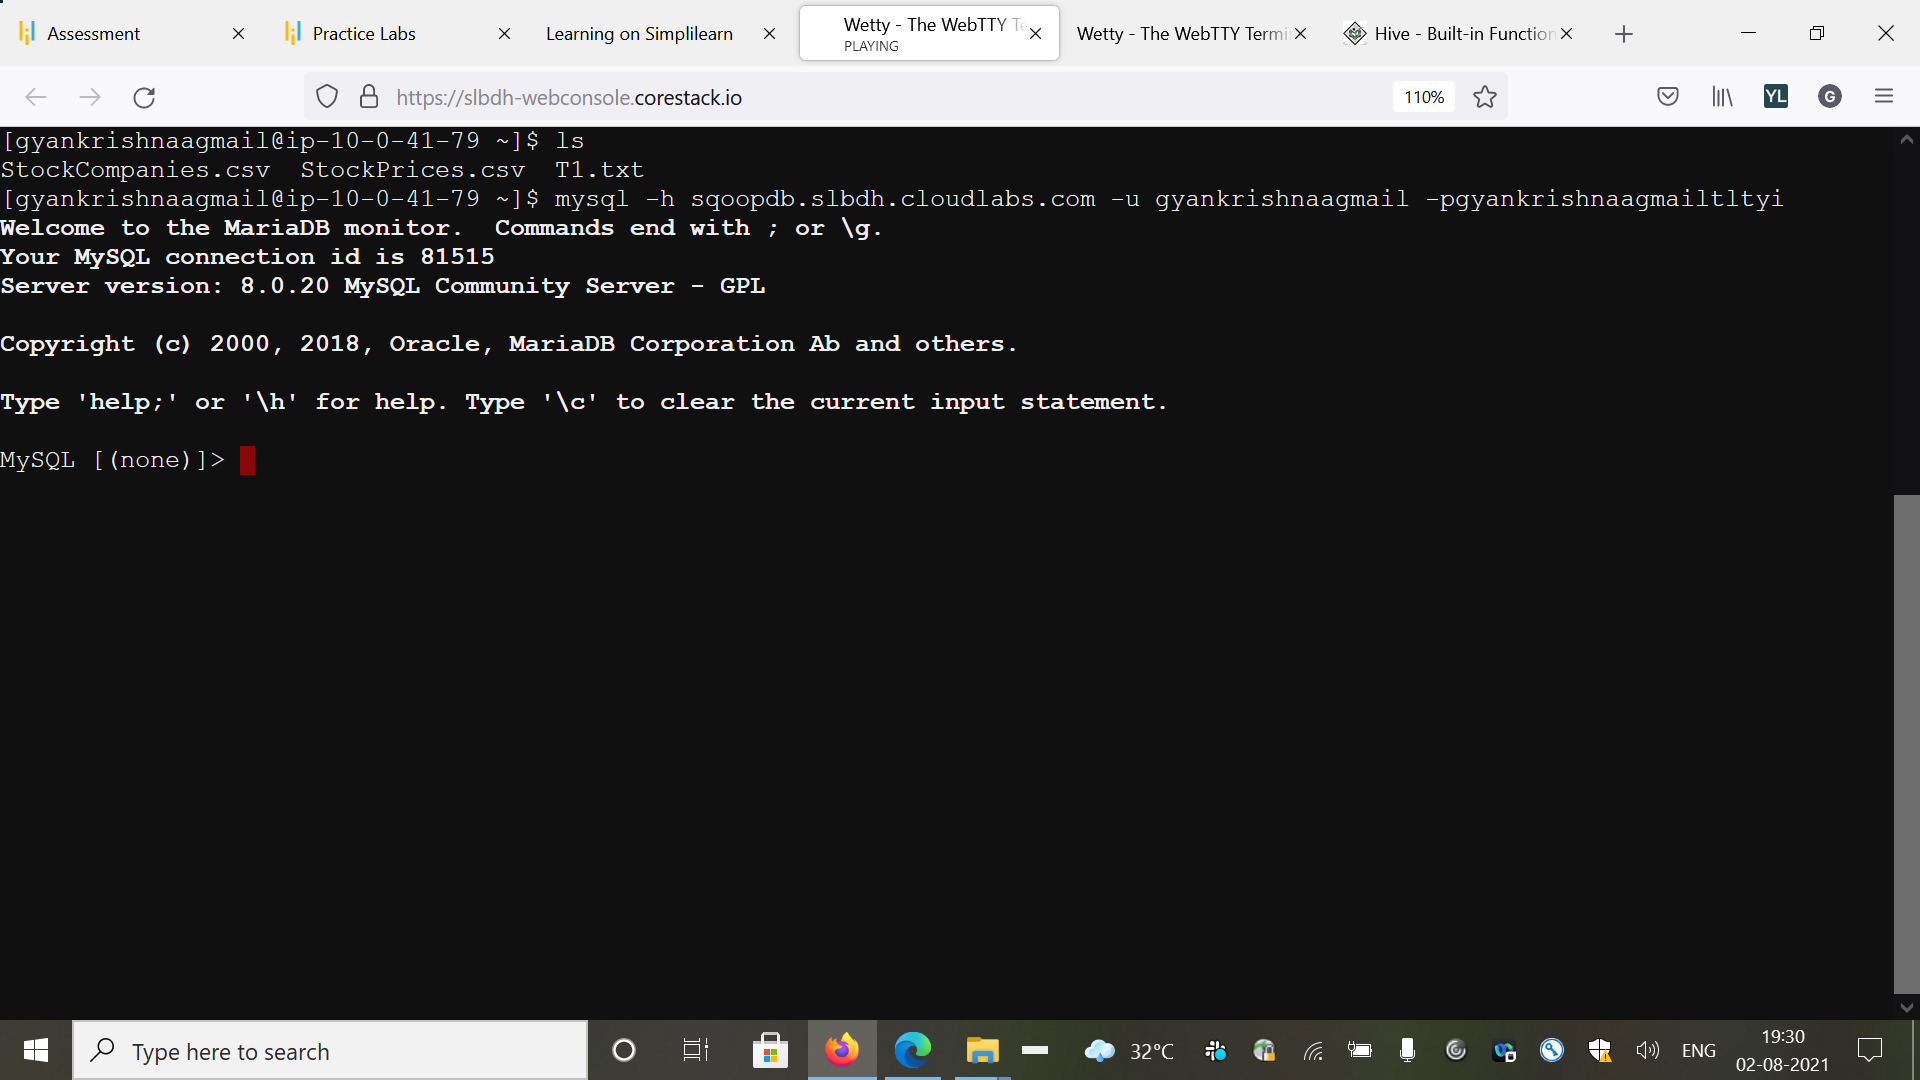 Assessment
Practice Labs
Learning on Simplilearn
Wetty - The WebTTY Te
PLAYING
Wetty - The WebTTY Termi
Hive - Built-in Function
https://slbdh-webconsole.corestack.io
110%
YL
G
[gyankrishnaagmail@ip-10-0-41-79 ~]$ ls
StockCompanies.csv  StockPrices.csv  T1.txt
[gyankrishnaagmail@ip-10-0-41-79 ~]$ mysql -h sqoopdb.slbdh.cloudlabs.com -u gyankrishnaagmail -pgyankrishnaagmailtltyi
Welcome to the MariaDB monitor.  Commands end with ; or \g.
Your MySQL connection id is 81515
Server version: 8.0.20 MySQL Community Server - GPL
Copyright (c) 2000, 2018, Oracle, MariaDB Corporation Ab and others.
Type 'help;' or '\h' for help. Type '\c' to clear the current input statement.
MySQL [(none)]>
Type here to search
32°C
ENG
19:30
02-08-2021